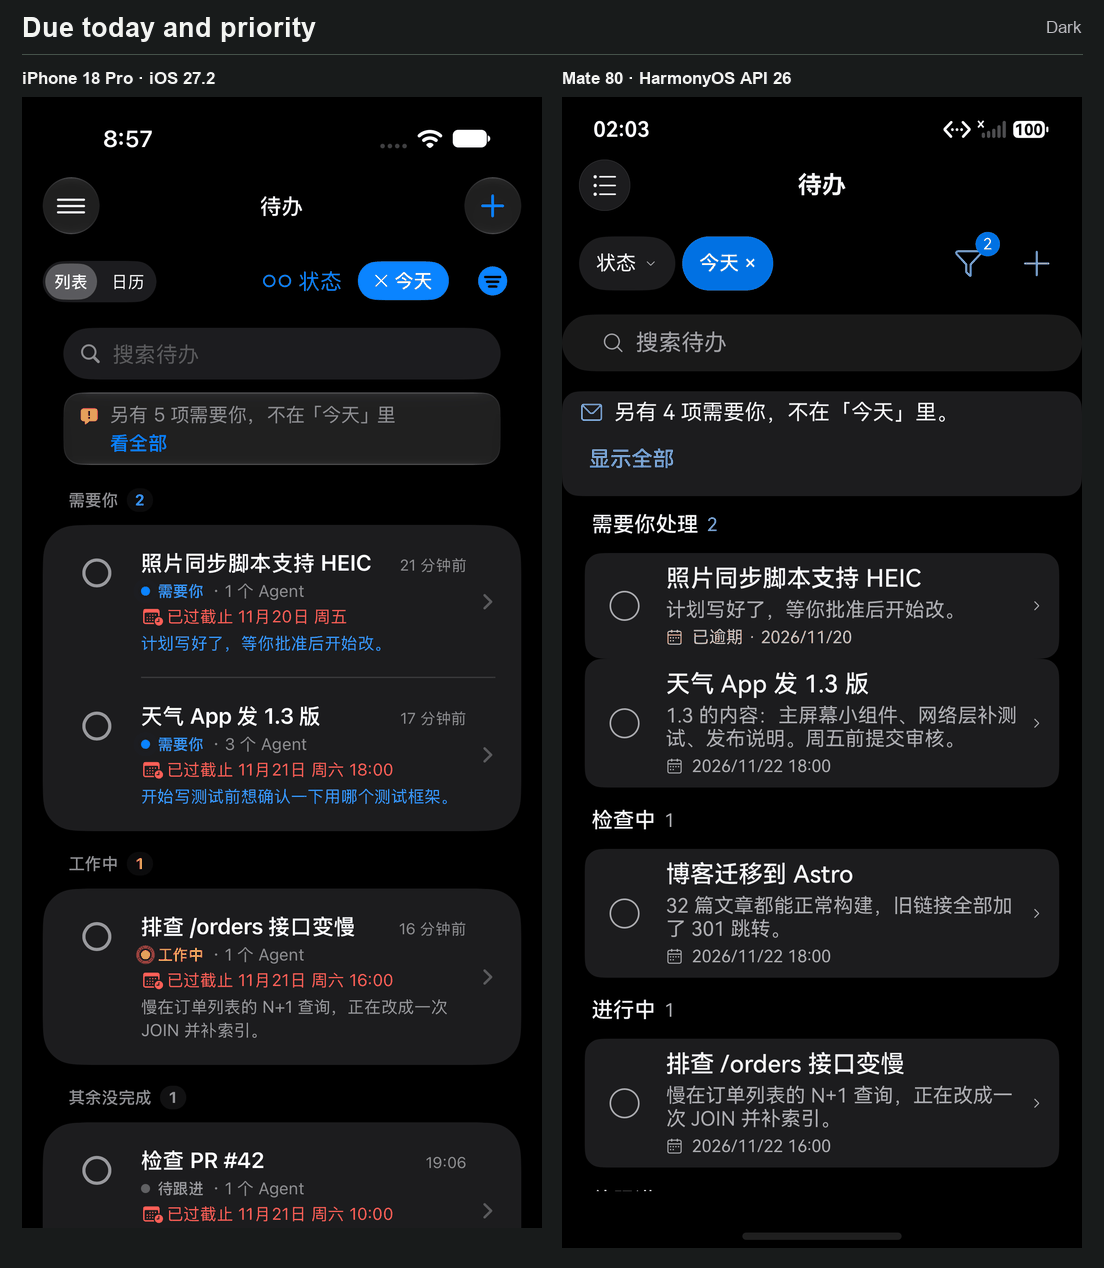 Due today and priority
Dark
iPhone 18 Pro · iOS 27.2
8:57
待办
列表
日历
状态
× 今天
搜索待办
另有 5 项需要你，不在「今天」里
看全部
需要你 2
照片同步脚本支持 HEIC 21 分钟前
需要你 · 1 个 Agent
已过截止 11月20日 周五
计划写好了，等你批准后开始改。
天气 App 发 1.3 版 17 分钟前
需要你 · 3 个 Agent
已过截止 11月21日 周六 18:00
开始写测试前想确认一下用哪个测试框架。
工作中 1
排查 /orders 接口变慢 16 分钟前
工作中 · 1 个 Agent
已过截止 11月21日 周六 16:00
慢在订单列表的 N+1 查询，正在改成一次
JOIN 并补索引。
其余没完成 1
检查 PR #42 19:06
待跟进 · 1 个 Agent
已过截止 11月21日 周六 10:00
Mate 80 · HarmonyOS API 26
02:03
100
待办
状态
今天 ×
2
搜索待办
另有 4 项需要你，不在「今天」里。
显示全部
需要你处理 2
照片同步脚本支持 HEIC
计划写好了，等你批准后开始改。
已逾期 · 2026/11/20
天气 App 发 1.3 版
1.3 的内容：主屏幕小组件、网络层补测
试、发布说明。周五前提交审核。
2026/11/22 18:00
检查中 1
博客迁移到 Astro
32 篇文章都能正常构建，旧链接全部加
了 301 跳转。
2026/11/22 18:00
进行中 1
排查 /orders 接口变慢
慢在订单列表的 N+1 查询，正在改成一
次 JOIN 并补索引。
2026/11/22 16:00